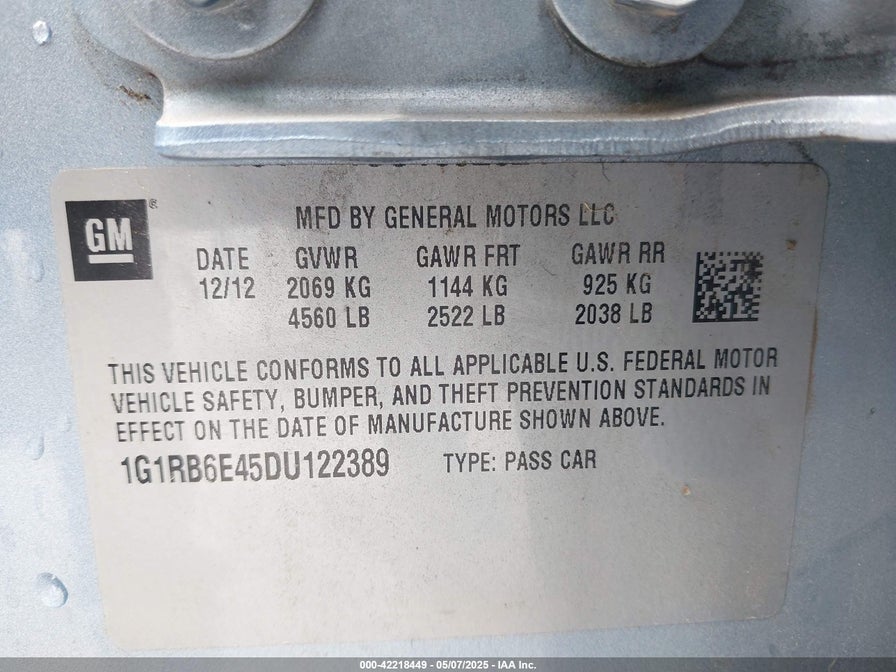 GM ®
MFD BY GENERAL MOTORS LLC
DATE GVWR GAWR FRT GAWR RR
12/12 2069 KG 1144 KG 925 KG
4560 LB 2522 LB 2038 LB
THIS VEHICLE CONFORMS TO ALL APPLICABLE U.S. FEDERAL MOTOR
VEHICLE SAFETY, BUMPER, AND THEFT PREVENTION STANDARDS IN
EFFECT ON THE DATE OF MANUFACTURE SHOWN ABOVE.
1G1RB6E45DU122389 TYPE: PASS CAR
000-42218449 - 05/07/2025 - IAA Inc.